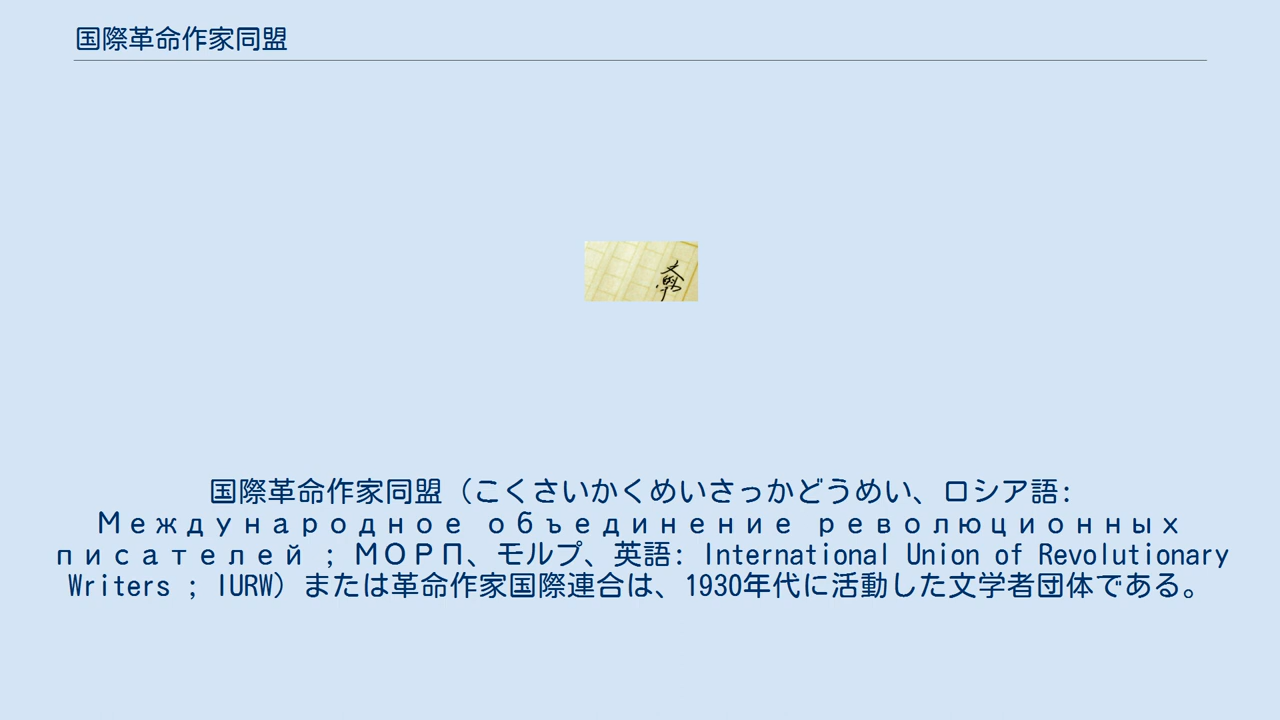 国際革命作家同盟
国際革命作家同盟（こくさいかくめいさっかどうめい、ロシア語:
Международное объединение революционных
писателей ; МОРП、モルプ、英語: International Union of Revolutionary
Writers ; IURW）または革命作家国際連合は、1930年代に活動した文学者団体である。